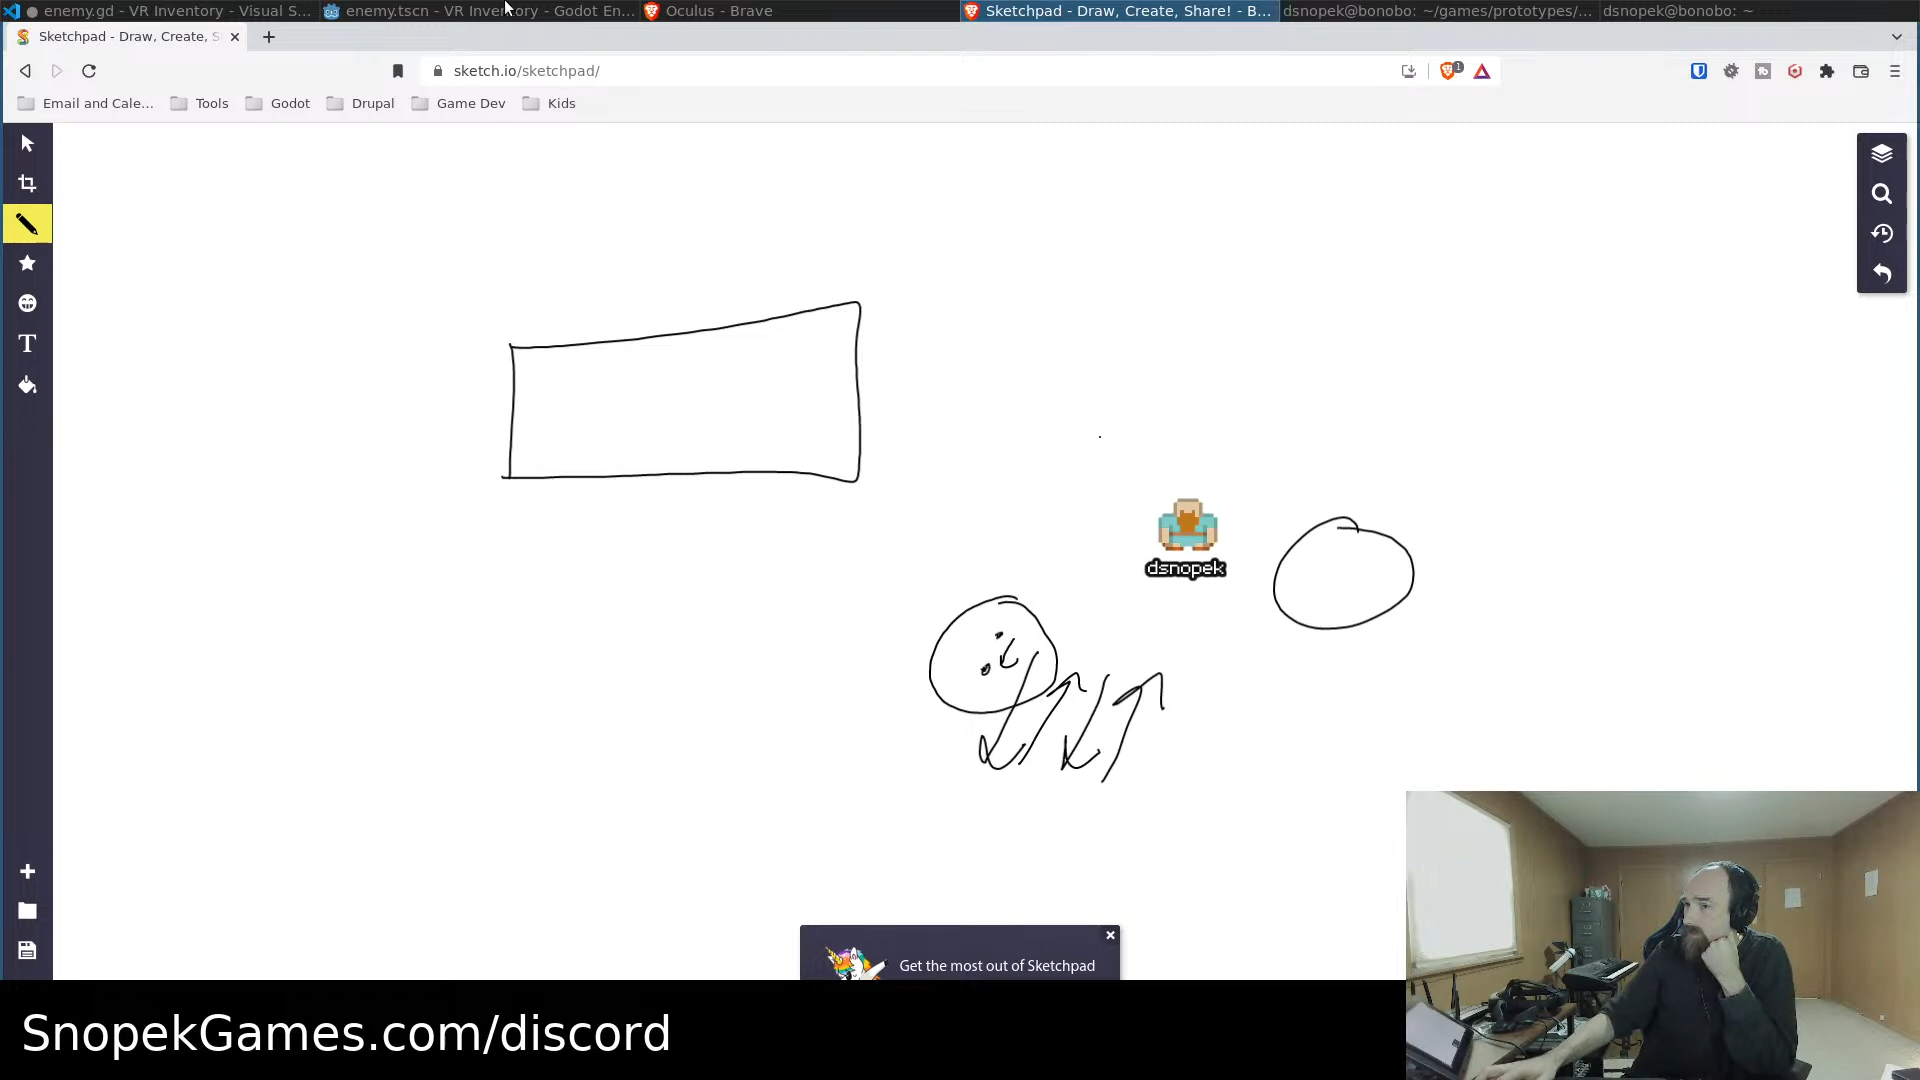 enemy.gd - VR Inventory - Visual S...
enemy.tscn - VR Inventory - Godot En...
Oculus - Brave
Sketchpad - Draw, Create, Share! - B...
dsnopek@bonobo: ~/games/prototypes/...
dsnopek@bonobo: ~
Sketchpad - Draw, Create, S
sketch.io/sketchpad/
1
Email and Cale...
Tools
Godot
Drupal
Game Dev
Kids
T
dsnopek
Get the most out of Sketchpad
SnopekGames.com/discord